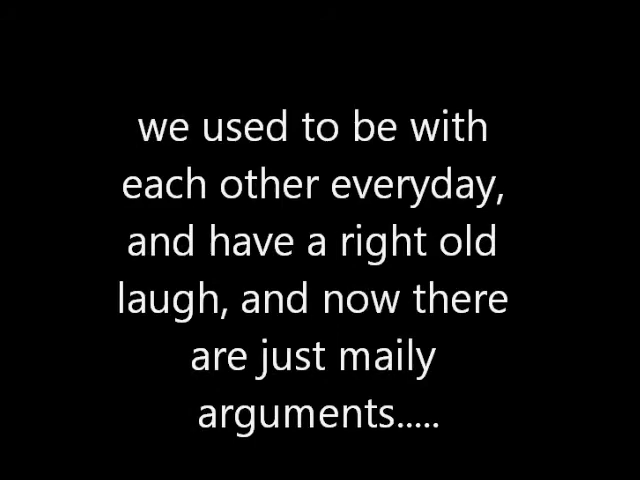 we used to be with
each other everyday,
and have a right old
laugh, and now there
are just maily
arguments.....